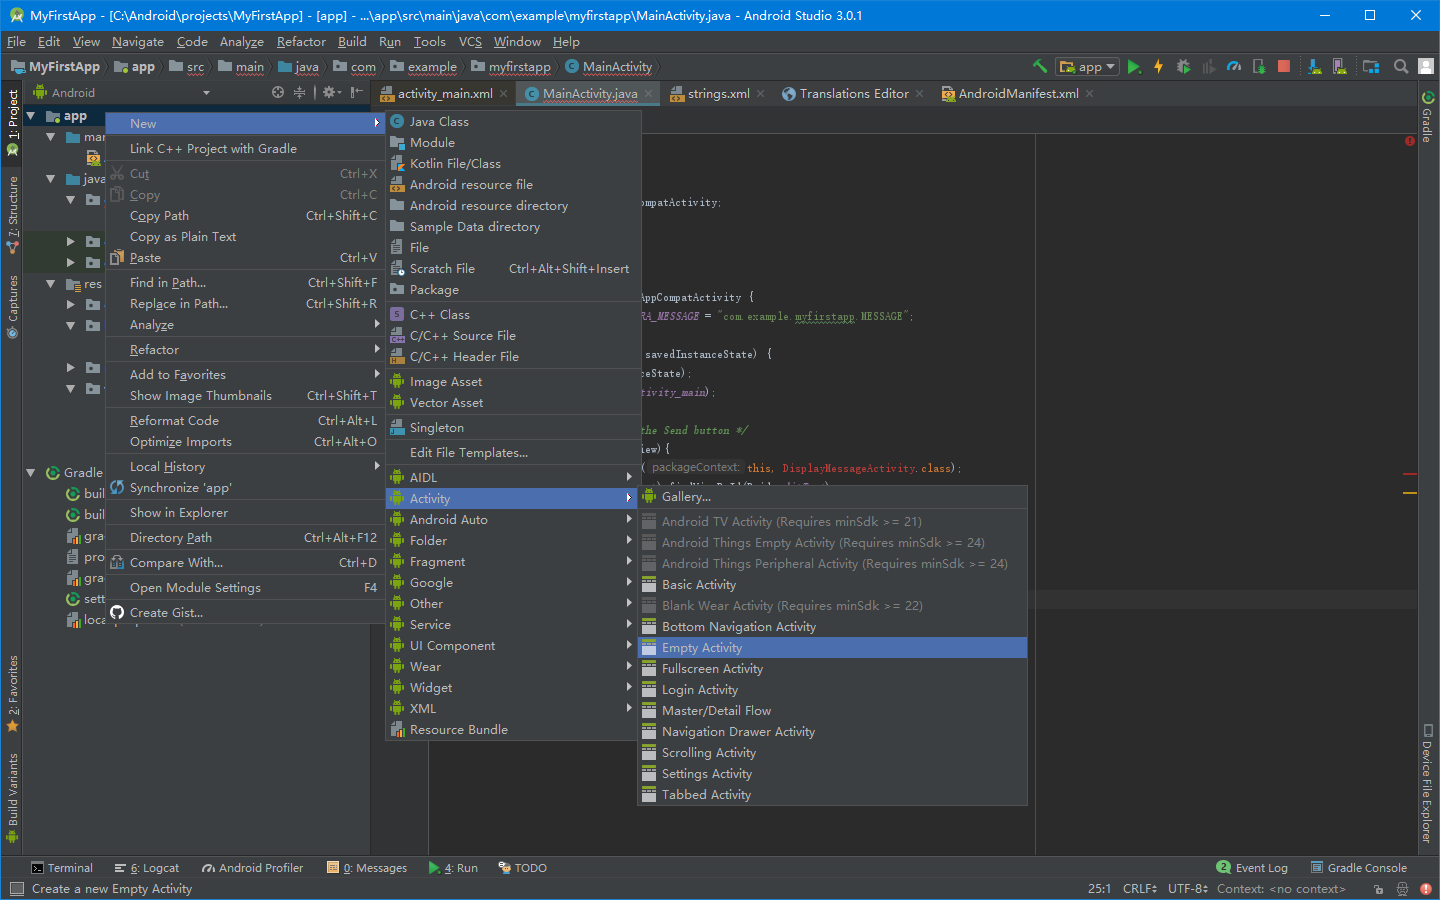 MyFirstApp - [C:\Android\projects\MyFirstApp] - [app] - ...\app\src\main\java\com\example\myfirstapp\MainActivity.java - Android Studio 3.0.1
File Edit View Navigate Code Analyze Refactor Build Run Tools VCS Window Help
MyFirstApp app src main java com example myfirstapp MainActivity app
Android activity_main.xml MainActivity.java strings.xml Translations Editor AndroidManifest.xml
1: Project
7: Structure
Captures
2: Favorites
Build Variants
app
mar
java
res
Gradle
buil
buil
gra
pro
grad
sett
loca
New
Link C++ Project with Gradle
Cut Ctrl+X
Copy Ctrl+C
Copy Path Ctrl+Shift+C
Copy as Plain Text
Paste Ctrl+V
Find in Path... Ctrl+Shift+F
Replace in Path... Ctrl+Shift+R
Analyze
Refactor
Add to Favorites
Show Image Thumbnails Ctrl+Shift+T
Reformat Code Ctrl+Alt+L
Optimize Imports Ctrl+Alt+O
Local History
Synchronize 'app'
Show in Explorer
Directory Path Ctrl+Alt+F12
Compare With... Ctrl+D
Open Module Settings F4
Create Gist...
Java Class
Module
Kotlin File/Class
Android resource file
Android resource directory
Sample Data directory
File
Scratch File Ctrl+Alt+Shift+Insert
Package
C++ Class
C/C++ Source File
C/C++ Header File
Image Asset
Vector Asset
Singleton
Edit File Templates...
AIDL
Activity
Android Auto
Folder
Fragment
Google
Other
Service
UI Component
Wear
Widget
XML
Resource Bundle
ompatActivity;
AppCompatActivity {
RA_MESSAGE = "com.example.myfirstapp.MESSAGE";
savedInstanceState) {
ceState);
tivity_main);
the Send button */
iew){
( packageContext: this, DisplayMessageActivity.class);
Gallery...
Android TV Activity (Requires minSdk >= 21)
Android Things Empty Activity (Requires minSdk >= 24)
Android Things Peripheral Activity (Requires minSdk >= 24)
Basic Activity
Blank Wear Activity (Requires minSdk >= 22)
Bottom Navigation Activity
Empty Activity
Fullscreen Activity
Login Activity
Master/Detail Flow
Navigation Drawer Activity
Scrolling Activity
Settings Activity
Tabbed Activity
Gradle
Device File Explorer
Terminal 6: Logcat Android Profiler 0: Messages 4: Run TODO 2 Event Log Gradle Console
Create a new Empty Activity 25:1 CRLF UTF-8 Context: <no context>